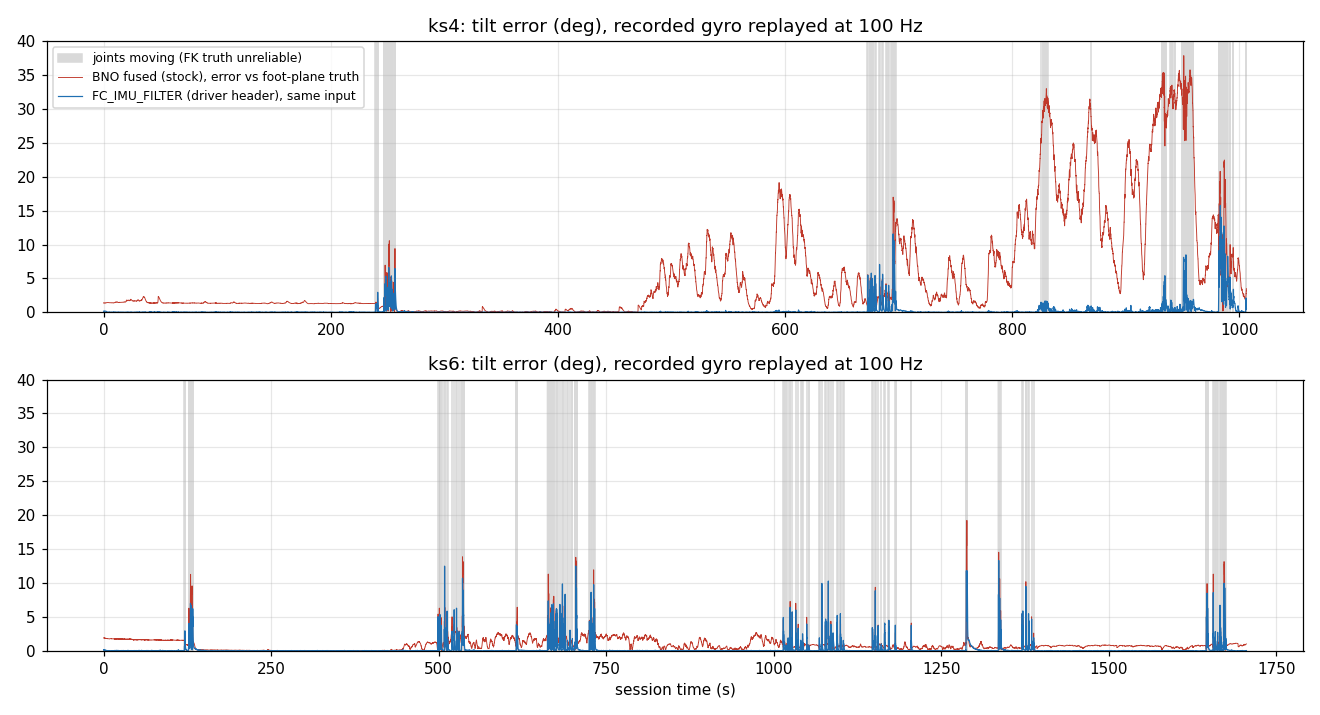 ks4: tilt error (deg), recorded gyro replayed at 100 Hz
40
35
30
25
20
15
10
5
0
joints moving (FK truth unreliable)
BNO fused (stock), error vs foot-plane truth
FC_IMU_FILTER (driver header), same input
0 200 400 600 800 1000
ks6: tilt error (deg), recorded gyro replayed at 100 Hz
40
35
30
25
20
15
10
5
0
0 250 500 750 1000 1250 1500 1750
session time (s)